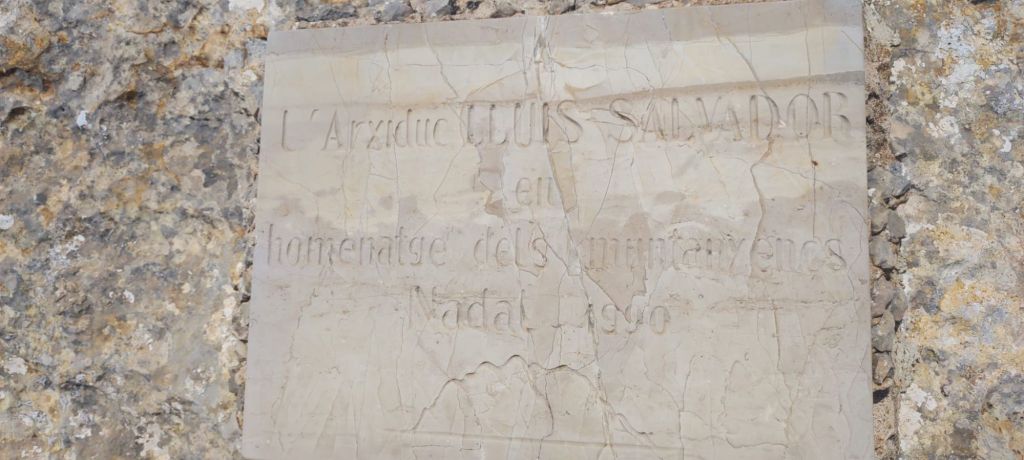 L'Arxiduc LLUIS SALVADOR
en
homenatge dels muntanyencs
Nadal 1990